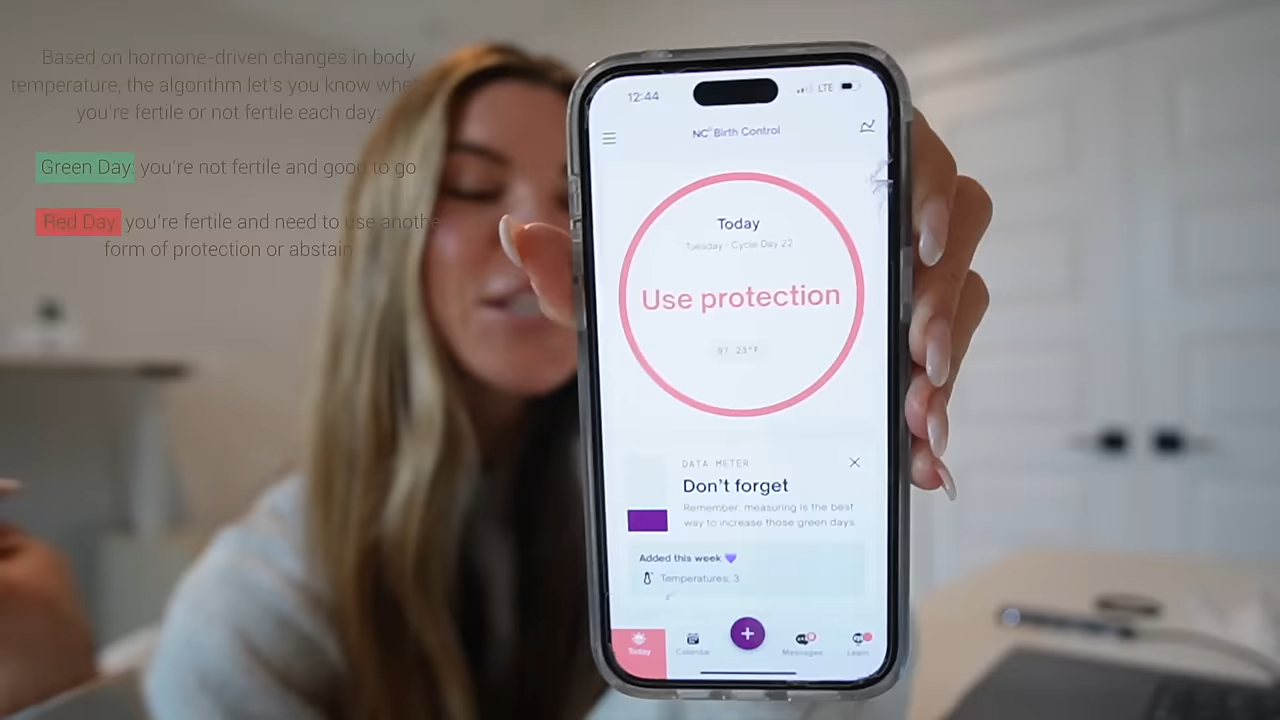 Based on hormone-driven changes in body
temperature, the algorithm let's you know
you're fertile or not fertile each day:
Green Day: you're not fertile and good to go
Red Day you're fertile and need to use
form of protection or abstain
12:44
LTE
NC° Birth Control
Today
Tuesday · Cycle Day 22
Use protection
97.23°F
DATA METER
Don't forget
Remember, measuring is the best
way to increase those green days.
Added this week 💜
Temperatures: 3
Today
Calendar
Messages
Learn